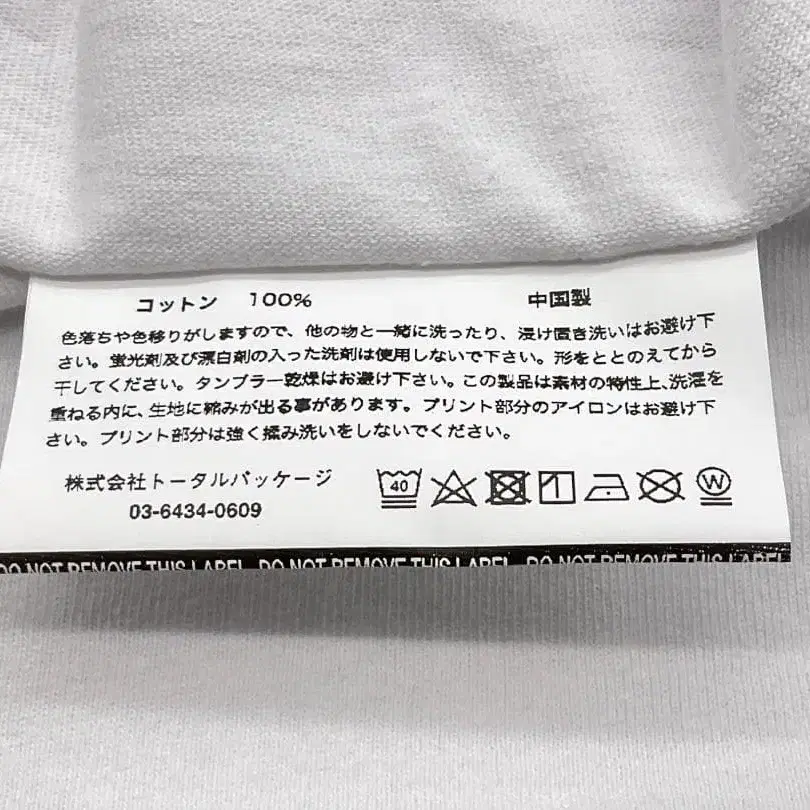 コットン 100% 中国製
色落ちや色移りがしますので、他の物と一緒に洗ったり、浸け置き洗いはお避け下
さい。蛍光剤及び漂白剤の入った洗剤は使用しないで下さい。形をととのえてから
干してください。タンブラー乾燥はお避け下さい。この製品は素材の特性上、洗濯を
重ねる内に、生地に縮みが出る事があります。プリント部分のアイロンはお避け下
さい。プリント部分は強く揉み洗いをしないでください。
株式会社トータルパッケージ
03-6434-0609
40 W
DO NOT REMOVE THIS LABEL DO NOT REMOVE THIS LABEL DO NOT REMOVE THIS LABEL